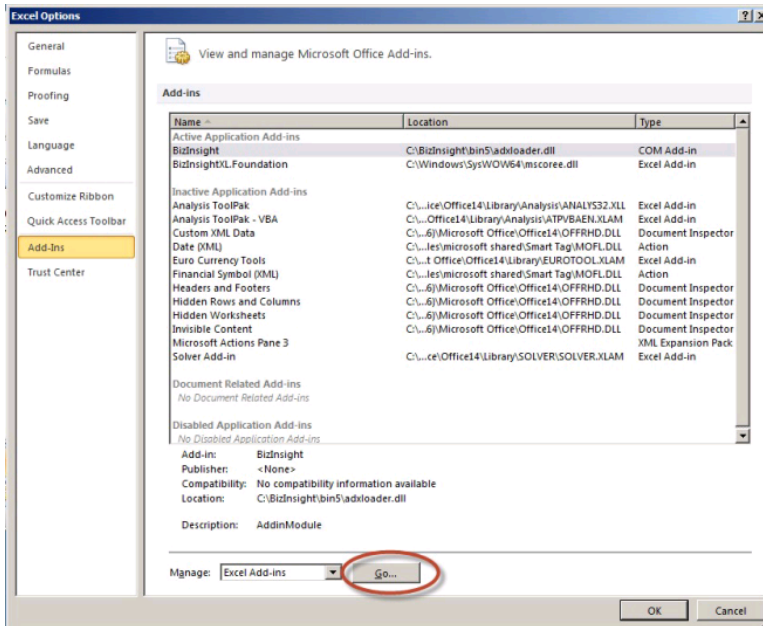 Excel Options
General
Formulas
Proofing
Save
Language
Advanced
Customize Ribbon
Quick Access Toolbar
Add-Ins
Trust Center
View and manage Microsoft Office Add-ins.
Add-ins
Name Location Type
Active Application Add-ins
BizInsight C:\BizInsight\bin5\adxloader.dll COM Add-in
BizInsightXL.Foundation C:\Windows\SysWOW64\mscoree.dll Excel Add-in
Inactive Application Add-ins
Analysis ToolPak C:\...ice\Office14\Library\Analysis\ANALYS32.XLL Excel Add-in
Analysis ToolPak - VBA C:\...Office14\Library\Analysis\ATPVBAEN.XLAM Excel Add-in
Custom XML Data C:\...6)\Microsoft Office\Office14\OFFRHD.DLL Document Inspector
Date (XML) C:\...les\microsoft shared\Smart Tag\MOFL.DLL Action
Euro Currency Tools C:\...t Office\Office14\Library\EUROTOOL.XLAM Excel Add-in
Financial Symbol (XML) C:\...les\microsoft shared\Smart Tag\MOFL.DLL Action
Headers and Footers C:\...6)\Microsoft Office\Office14\OFFRHD.DLL Document Inspector
Hidden Rows and Columns C:\...6)\Microsoft Office\Office14\OFFRHD.DLL Document Inspector
Hidden Worksheets C:\...6)\Microsoft Office\Office14\OFFRHD.DLL Document Inspector
Invisible Content C:\...6)\Microsoft Office\Office14\OFFRHD.DLL Document Inspector
Microsoft Actions Pane 3 XML Expansion Pack
Solver Add-in C:\...ce\Office14\Library\SOLVER\SOLVER.XLAM Excel Add-in
Document Related Add-ins
No Document Related Add-ins
Disabled Application Add-ins
No Disabled Application Add-ins
Add-in: BizInsight
Publisher: <None>
Compatibility: No compatibility information available
Location: C:\BizInsight\bin5\adxloader.dll
Description: AddinModule
Manage: Excel Add-ins Go...
OK Cancel